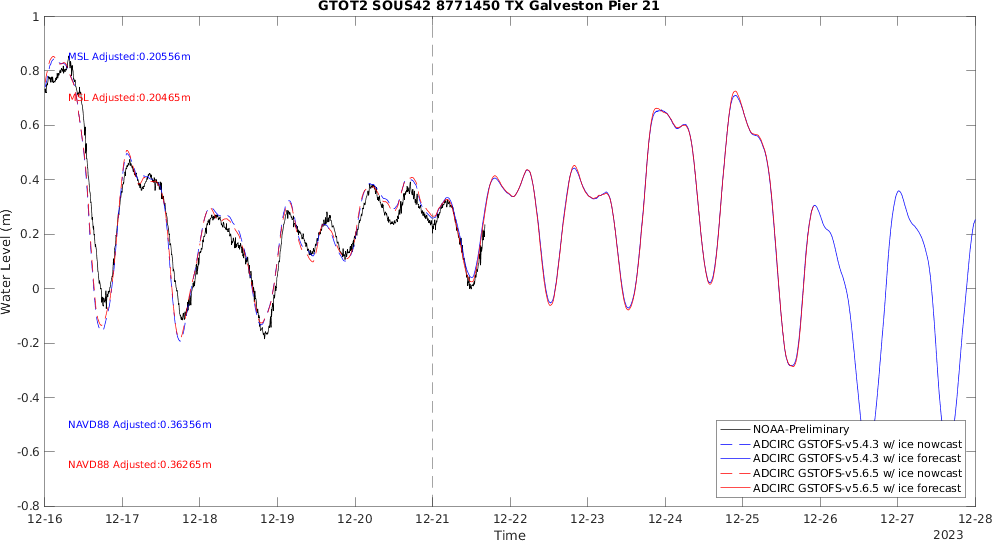 GTOT2 SOUS42 8771450 TX Galveston Pier 21
1
0.8
0.6
0.4
0.2
0
-0.2
-0.4
-0.6
-0.8
Water Level (m)
MSL Adjusted:0.20556m
MSL Adjusted:0.20465m
NAVD88 Adjusted:0.36356m
NAVD88 Adjusted:0.36265m
NOAA-Preliminary
ADCIRC GSTOFS-v5.4.3 w/ ice nowcast
ADCIRC GSTOFS-v5.4.3 w/ ice forecast
ADCIRC GSTOFS-v5.6.5 w/ ice nowcast
ADCIRC GSTOFS-v5.6.5 w/ ice forecast
12-16 12-17 12-18 12-19 12-20 12-21 12-22 12-23 12-24 12-25 12-26 12-27 12-28
Time
2023